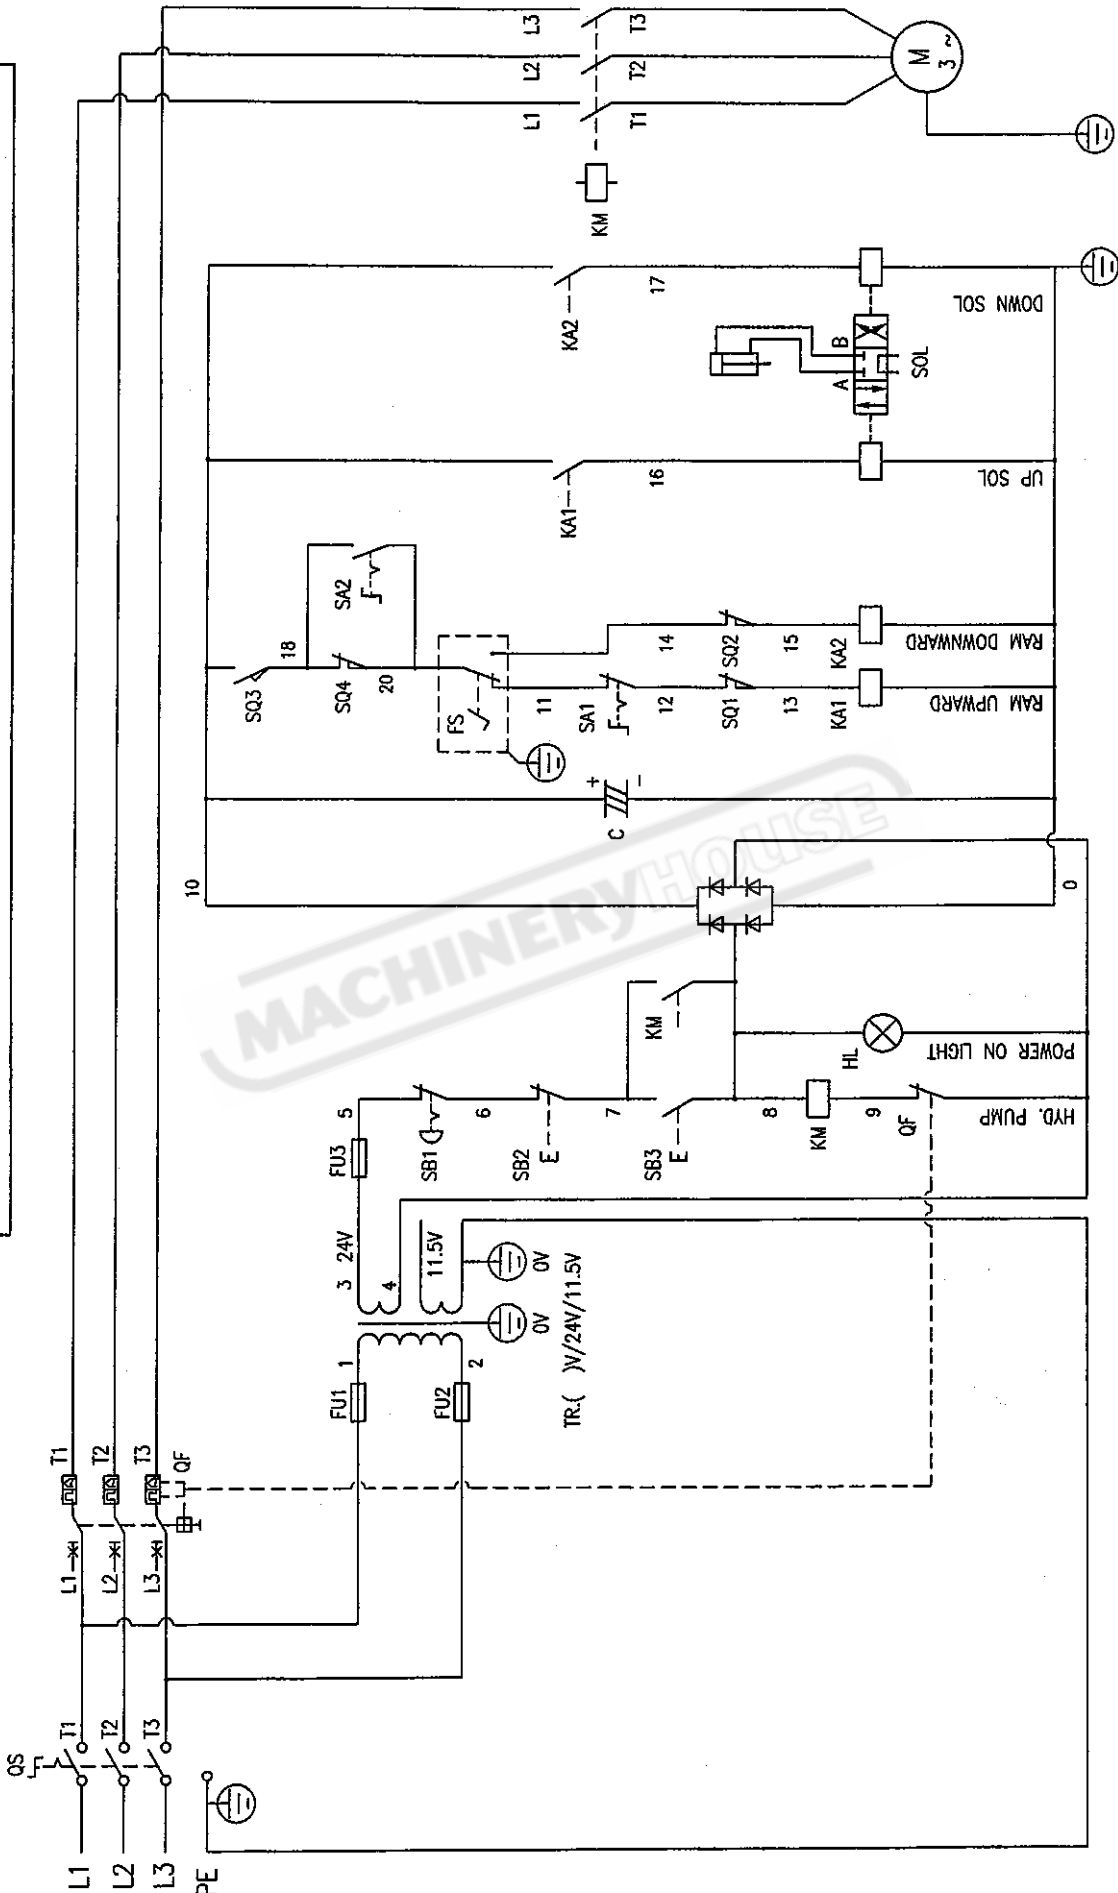 QS
L1
L2
L3
PE
T1
T2
T3
L1
L2
L3
T1
T2
T3
QF
FU1
FU2
1
2
3
24V
4
11.5V
0V
0V
TR.( )V/24V/11.5V
FU3
5
SB1
6
SB2
E
7
SB3
E
KM
8
KM
9
QF
HL
HYD. PUMP
POWER ON LIGHT
10
0
C
+
-
SQ3
18
SQ4
20
SA2
FS
11
SA1
12
SQ1
13
KA1
RAM UPWARD
14
SQ2
15
KA2
RAM DOWNWARD
KA1
16
UP SOL
KA2
17
DOWN SOL
A
B
SOL
KM
L1
L2
L3
T1
T2
T3
M
3 ~
MACHINERYHOUSE